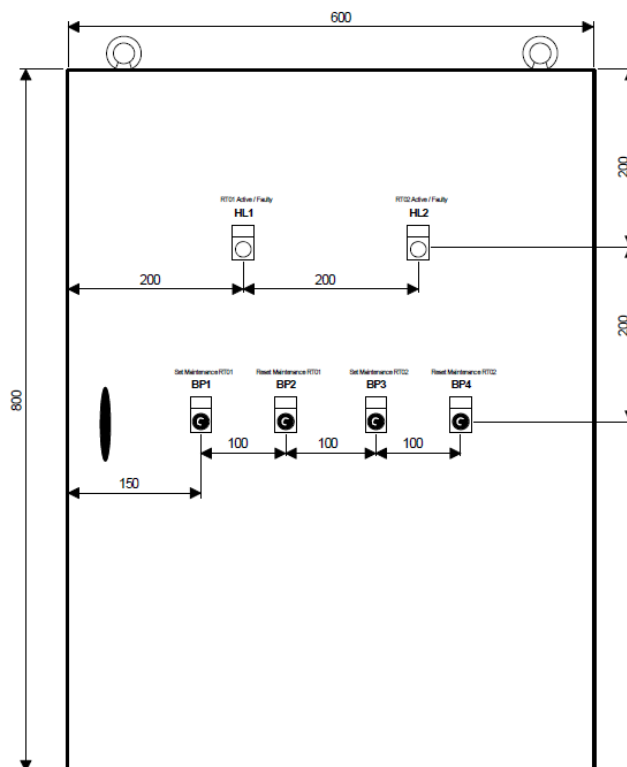 600
200
RT01 Active / Faulty RT02 Active / Faulty
HL1 HL2
200 200
200
800
Set Maintenance RT01 Reset Maintenance RT01 Set Maintenance RT02 Reset Maintenance RT02
BP1 BP2 BP3 BP4
C C C C
100 100 100
150